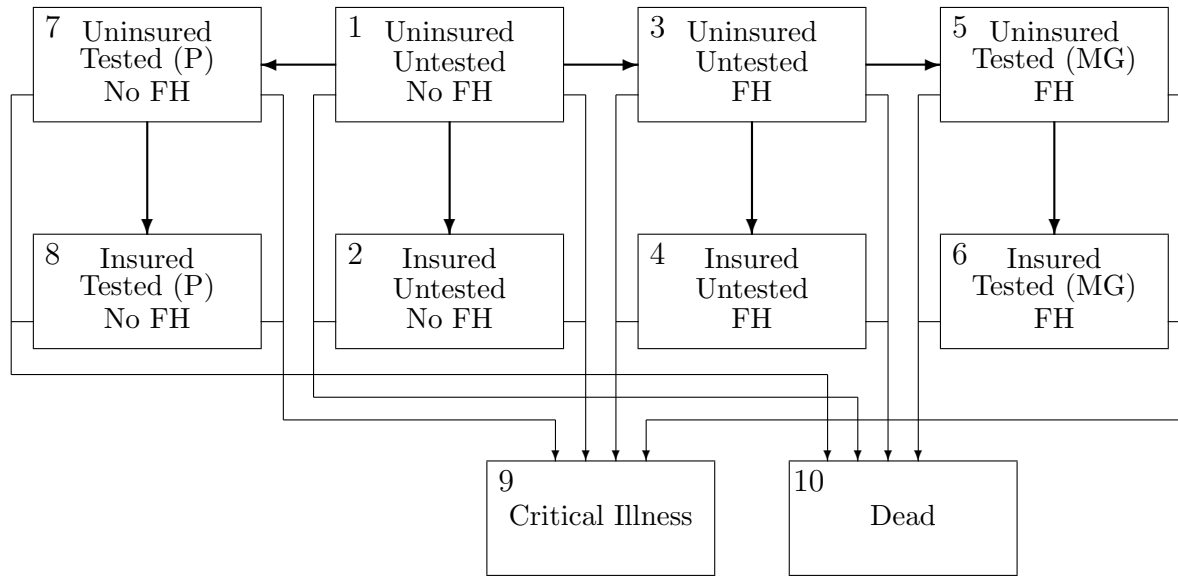 7
Uninsured
Tested (P)
No FH
1
Uninsured
Untested
No FH
3
Uninsured
Untested
FH
5
Uninsured
Tested (MG)
FH
8
Insured
Tested (P)
No FH
2
Insured
Untested
No FH
4
Insured
Untested
FH
6
Insured
Tested (MG)
FH
9
Critical Illness
10
Dead